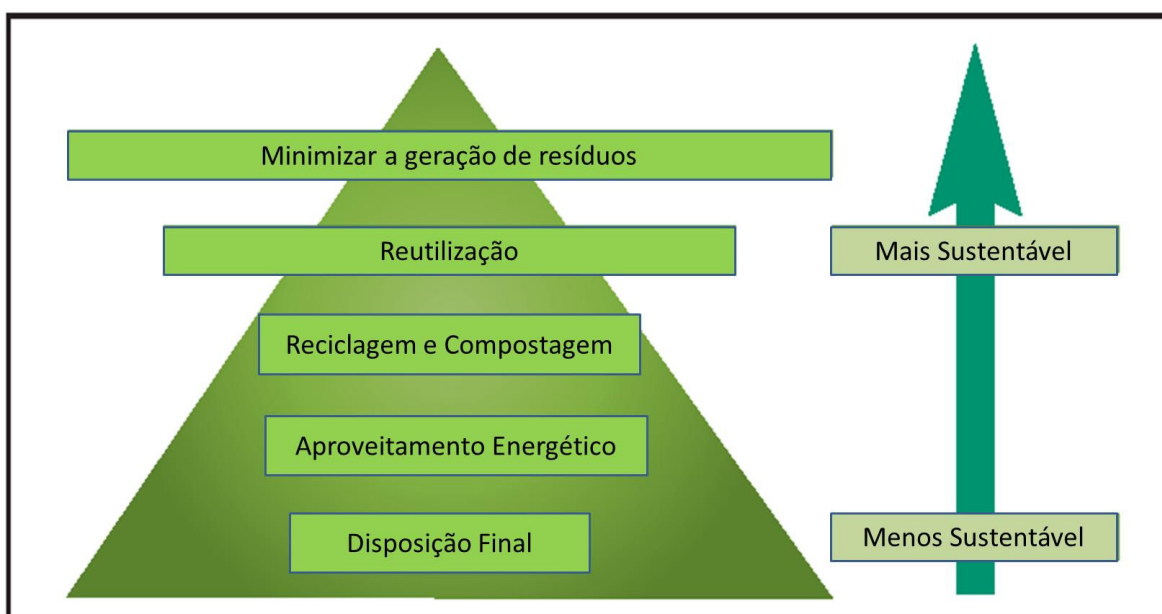 Minimizar a geração de resíduos
Reutilização
Mais Sustentável
Reciclagem e Compostagem
Aproveitamento Energético
Disposição Final
Menos Sustentável